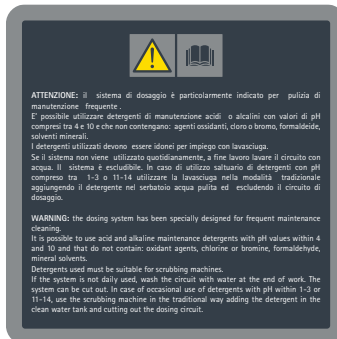 ATTENZIONE: il sistema di dosaggio è particolarmente indicato per pulizia di
manutenzione frequente .
E' possibile utilizzare detergenti di manutenzione acidi o alcalini con valori di pH
compresi tra 4 e 10 e che non contengano: agenti ossidanti, cloro o bromo, formaldeide,
solventi minerali.
I detergenti utilizzati devono essere idonei per impiego con lavasciuga.
Se il sistema non viene utilizzato quotidianamente, a fine lavoro lavare il circuito con
acqua. Il sistema è escludibile. In caso di utilizzo saltuario di detergenti con pH
compreso tra 1-3 o 11-14 utilizzare la lavasciuga nella modalità tradizionale
aggiungendo il detergente nel serbatoio acqua pulita ed escludendo il circuito di
dosaggio.
WARNING: the dosing system has been specially designed for frequent maintenance
cleaning.
It is possible to use acid and alkaline maintenance detergents with pH values within 4
and 10 and that do not contain: oxidant agents, chlorine or bromine, formaldehyde,
mineral solvents.
Detergents used must be suitable for scrubbing machines.
If the system is not daily used, wash the circuit with water at the end of work. The
system can be cut out. In case of occasional use of detergents with pH within 1-3 or
11-14, use the scrubbing machine in the traditional way adding the detergent in the
clean water tank and cutting out the dosing circuit.